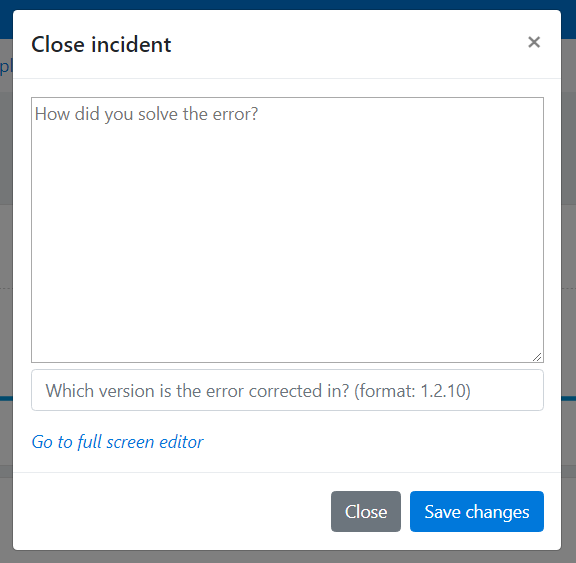 Close incident ×
pl
How did you solve the error?
Which version is the error corrected in? (format: 1.2.10)
Go to full screen editor
Close Save changes